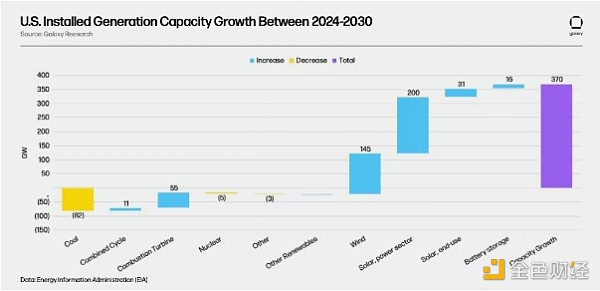 U.S. Installed Generation Capacity Growth Between 2024-2030
Source: Galaxy Research
galaxy
Increase Decrease Total
GW
400
350
300
250
200
150
100
50
-
(50)
(100)
(150)
(82)
11
55
(5)
(3)
145
200
31
16
370
Coal
Combined Cycle
Combustion Turbine
Nuclear
Other
Other Renewables
Wind
Solar, power sector
Solar, end-use
Battery storage
Capacity Growth
Data: Energy Information Administration (EIA)
金色财经